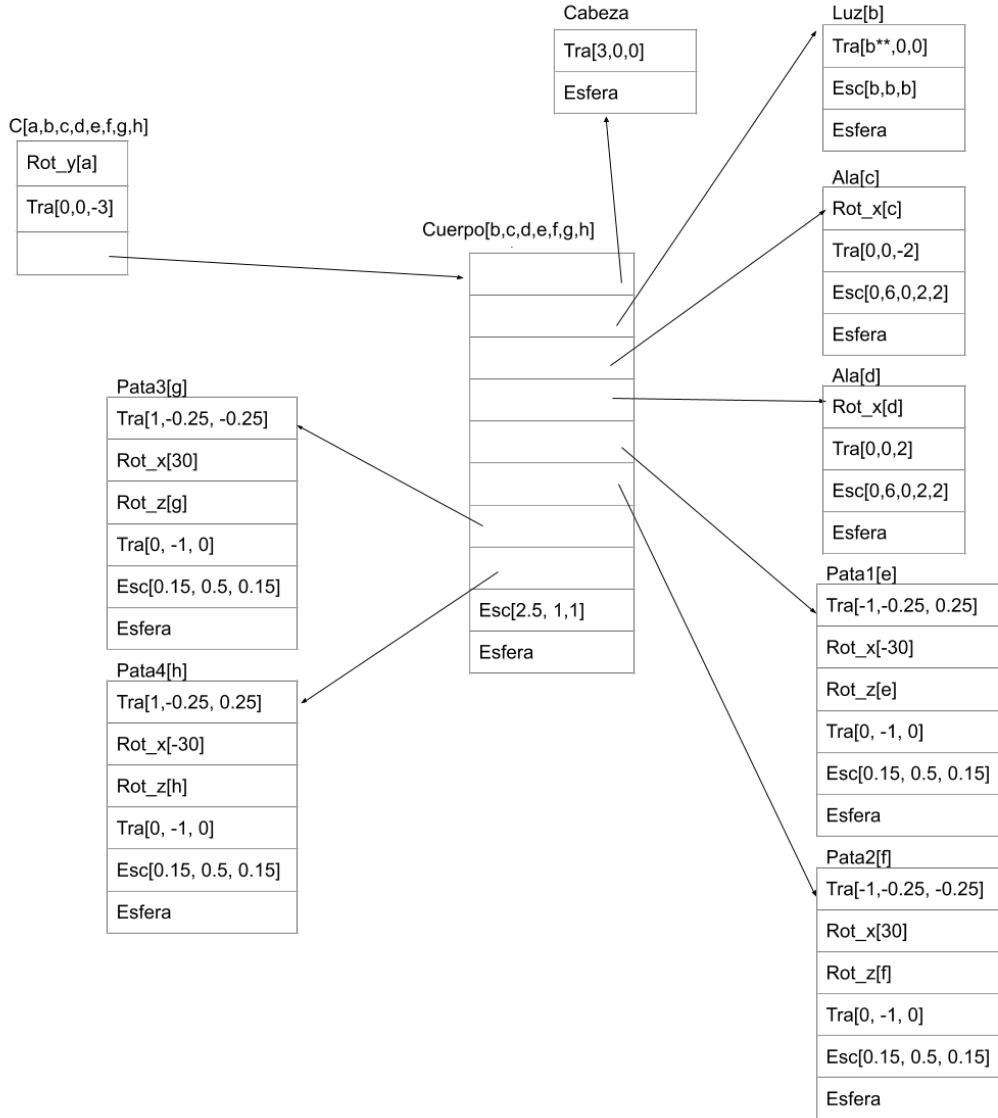 Cabeza
Tra[3,0,0]
Esfera
Luz[b]
Tra[b**,0,0]
Esc[b,b,b]
Esfera
C[a,b,c,d,e,f,g,h]
Rot_y[a]
Tra[0,0,-3]
Cuerpo[b,c,d,e,f,g,h]
Esc[2.5, 1,1]
Esfera
Ala[c]
Rot_x[c]
Tra[0,0,-2]
Esc[0,6,0,2,2]
Esfera
Ala[d]
Rot_x[d]
Tra[0,0,2]
Esc[0,6,0,2,2]
Esfera
Pata3[g]
Tra[1,-0.25, -0.25]
Rot_x[30]
Rot_z[g]
Tra[0, -1, 0]
Esc[0.15, 0.5, 0.15]
Esfera
Pata4[h]
Tra[1,-0.25, 0.25]
Rot_x[-30]
Rot_z[h]
Tra[0, -1, 0]
Esc[0.15, 0.5, 0.15]
Esfera
Pata1[e]
Tra[-1,-0.25, 0.25]
Rot_x[-30]
Rot_z[e]
Tra[0, -1, 0]
Esc[0.15, 0.5, 0.15]
Esfera
Pata2[f]
Tra[-1,-0.25, -0.25]
Rot_x[30]
Rot_z[f]
Tra[0, -1, 0]
Esc[0.15, 0.5, 0.15]
Esfera